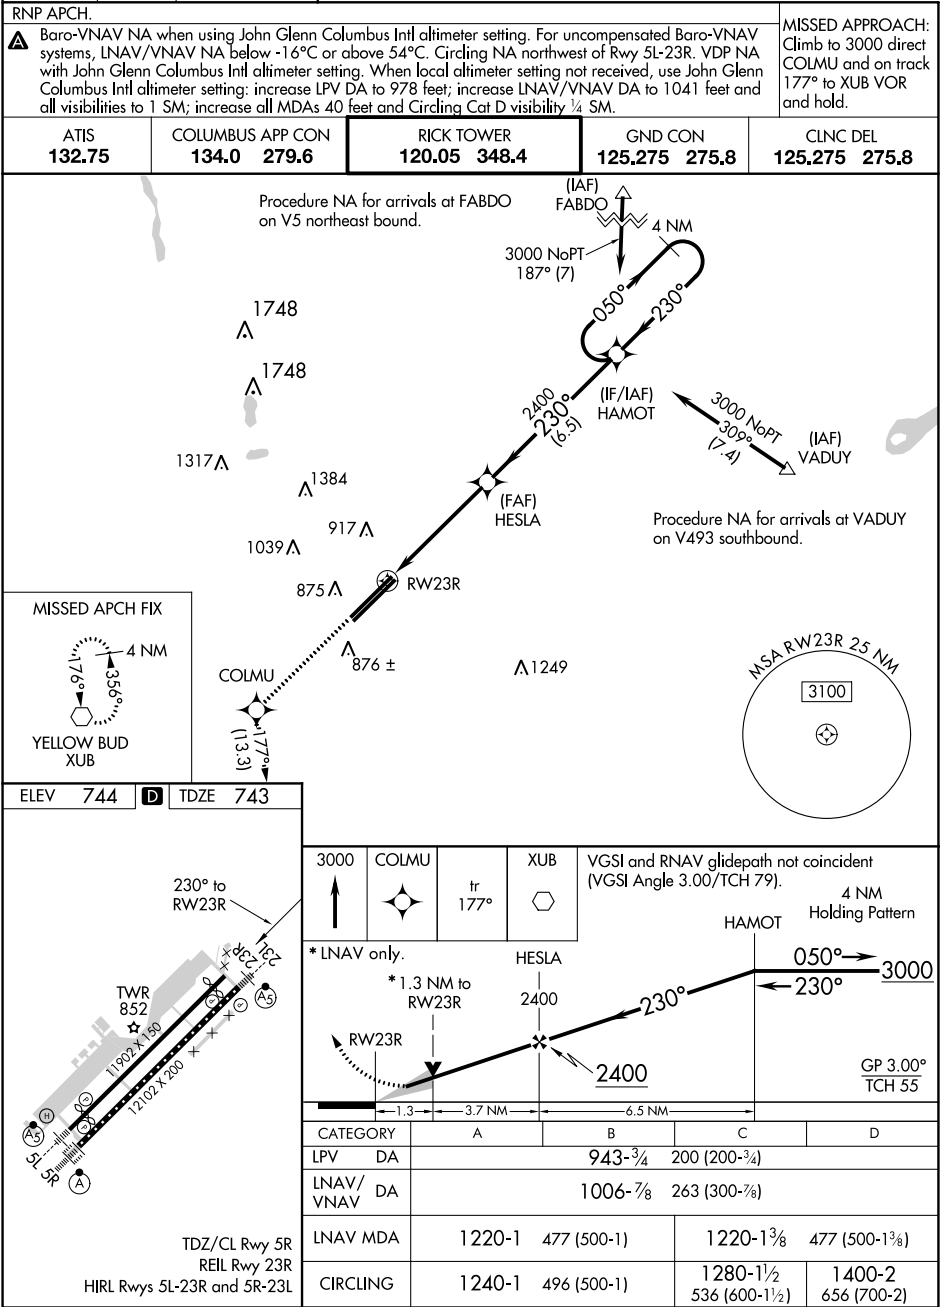 RNP APCH.
A
Baro-VNAV NA when using John Glenn Columbus Intl altimeter setting. For uncompensated Baro-VNAV
systems, LNAV/VNAV NA below -16°C or above 54°C. Circling NA northwest of Rwy 5L-23R. VDP NA
with John Glenn Columbus Intl altimeter setting. When local altimeter setting not received, use John Glenn
Columbus Intl altimeter setting: increase LPV DA to 978 feet; increase LNAV/VNAV DA to 1041 feet and
all visibilities to 1 SM; increase all MDAs 40 feet and Circling Cat D visibility ¼ SM.
MISSED APPROACH:
Climb to 3000 direct
COLMU and on track
177° to XUB VOR
and hold.
ATIS
132.75
COLUMBUS APP CON
134.0 279.6
RICK TOWER
120.05 348.4
GND CON
125.275 275.8
CLNC DEL
125.275 275.8
Procedure NA for arrivals at FABDO
on V5 northeast bound.
(IAF)
FABDO
3000 NoPT
187° (7)
4 NM
050°
230°
1748
1748
(IF/IAF)
HAMOT
2400
230°
(6.5)
3000 NoPT
309°
(7.4)
(IAF)
VADUY
1317
1384
(FAF)
HESLA
917
1039
Procedure NA for arrivals at VADUY
on V493 southbound.
875
RW23R
MISSED APCH FIX
4 NM
176°
356°
YELLOW BUD
XUB
876 ±
1249
COLMU
177°
(13.3)
MSA RW23R 25 NM
3100
ELEV 744
D
TDZE 743
230° to
RW23R
23R
23L
TWR
852
A5
P
P
11902 X 150
12102 X 200
H
P
P
A5
5L
5R
A
TDZ/CL Rwy 5R
REIL Rwy 23R
HIRL Rwys 5L-23R and 5R-23L
3000
COLMU
tr
177°
XUB
VGSI and RNAV glidepath not coincident
(VGSI Angle 3.00/TCH 79).
4 NM
Holding Pattern
HAMOT
* LNAV only.
HESLA
050°
230°
3000
*1.3 NM to
RW23R
2400
230°
RW23R
2400
GP 3.00°
TCH 55
1.3
3.7 NM
6.5 NM
CATEGORY A B C D
LPV DA 943-¾ 200 (200-¾)
LNAV/
VNAV DA 1006-⅞ 263 (300-⅞)
LNAV MDA 1220-1 477 (500-1) 1220-1⅜ 477 (500-1⅜)
CIRCLING 1240-1 496 (500-1)
1280-1½
536 (600-1½)
1400-2
656 (700-2)